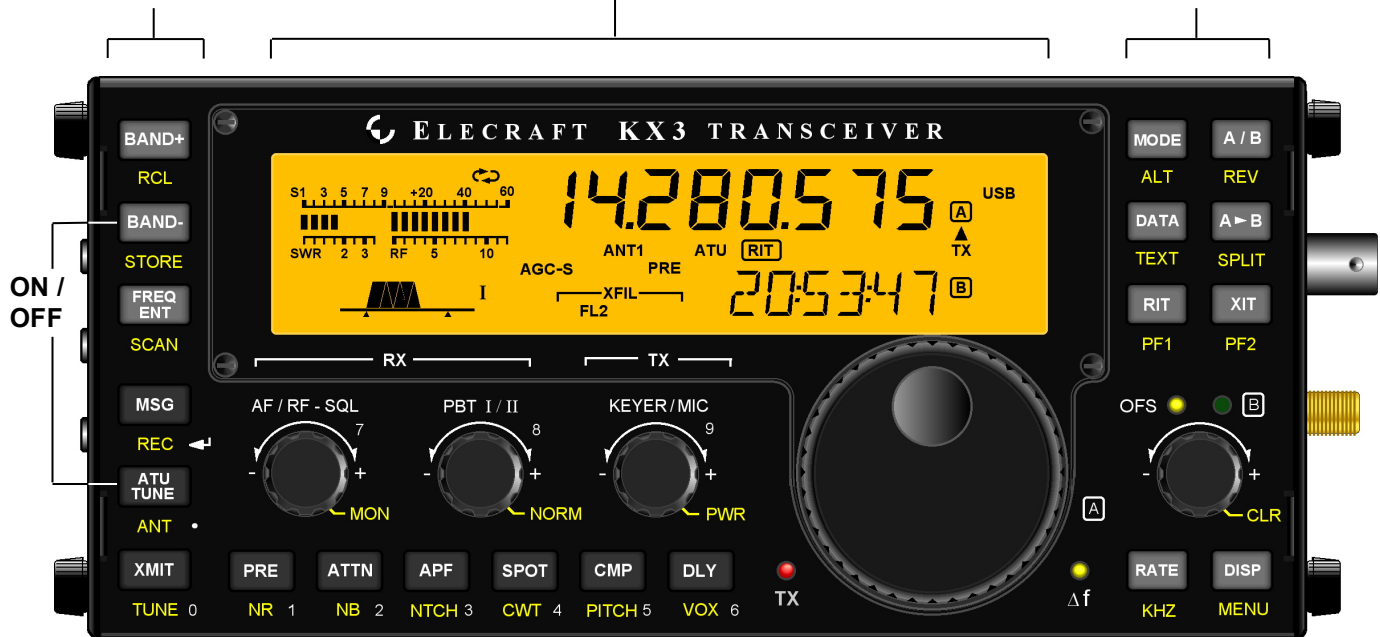 ELECRAFT KX3 TRANSCEIVER
BAND+
RCL
BAND-
STORE
ON / OFF
FREQ ENT
SCAN
MSG
REC
ATU TUNE
ANT •
XMIT
TUNE 0
S1 3 5 7 9 +20 40 60
SWR 2 3 RF 5 10
14.280.575
USB
A
TX
ANT1 ATU RIT
AGC-S PRE
XFIL
FL2
I
20:53:47 B
RX
TX
AF / RF - SQL
7
- +
MON
PBT I / II
8
- +
NORM
KEYER / MIC
9
- +
PWR
PRE ATTN APF SPOT CMP DLY
NR 1 NB 2 NTCH 3 CWT 4 PITCH 5 VOX 6
TX
A
Δf
MODE A / B
ALT REV
DATA A►B
TEXT SPLIT
RIT XIT
PF1 PF2
OFS B
- +
CLR
RATE DISP
KHZ MENU